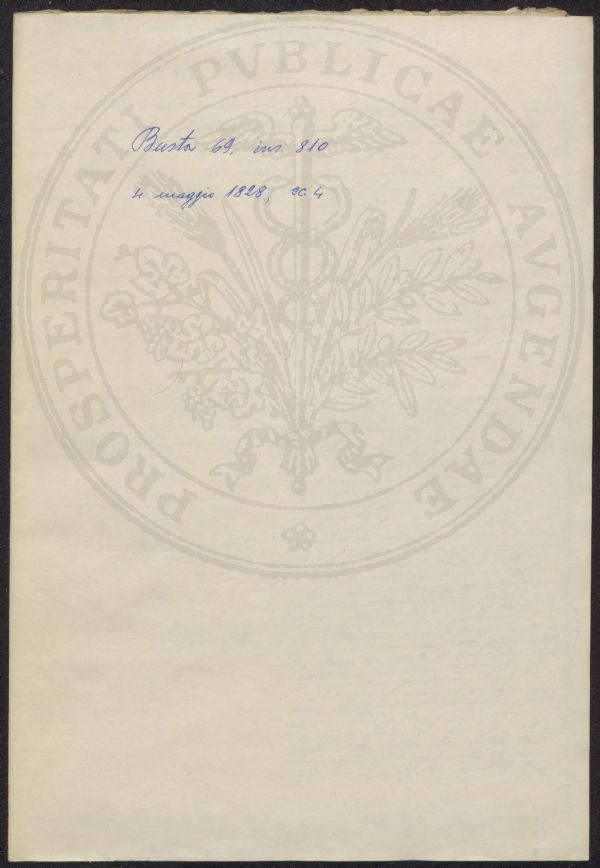 PROSPERITATI PVBLICAE AVGENDAE
Busta 69, ins. 810
4 maggio 1828, cc. 4